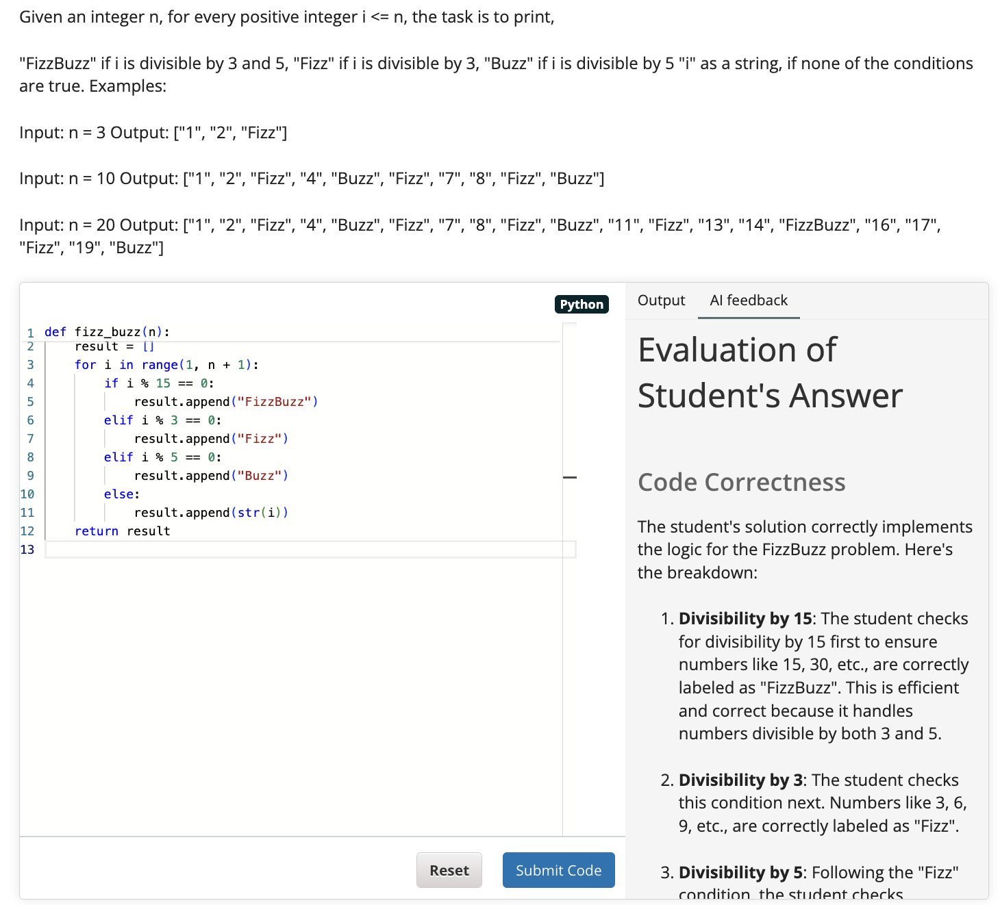 Given an integer n, for every positive integer i <= n, the task is to print,
"FizzBuzz" if i is divisible by 3 and 5, "Fizz" if i is divisible by 3, "Buzz" if i is divisible by 5 "i" as a string, if none of the conditions
are true. Examples:
Input: n = 3 Output: ["1", "2", "Fizz"]
Input: n = 10 Output: ["1", "2", "Fizz", "4", "Buzz", "Fizz", "7", "8", "Fizz", "Buzz"]
Input: n = 20 Output: ["1", "2", "Fizz", "4", "Buzz", "Fizz", "7", "8", "Fizz", "Buzz", "11", "Fizz", "13", "14", "FizzBuzz", "16", "17",
"Fizz", "19", "Buzz"]
Python
1 def fizz_buzz(n):
2     result = []
3     for i in range(1, n + 1):
4         if i % 15 == 0:
5             result.append("FizzBuzz")
6         elif i % 3 == 0:
7             result.append("Fizz")
8         elif i % 5 == 0:
9             result.append("Buzz")
10         else:
11             result.append(str(i))
12     return result
13
Reset Submit Code
Output AI feedback
Evaluation of
Student's Answer
Code Correctness
The student's solution correctly implements
the logic for the FizzBuzz problem. Here's
the breakdown:
1. Divisibility by 15: The student checks
for divisibility by 15 first to ensure
numbers like 15, 30, etc., are correctly
labeled as "FizzBuzz". This is efficient
and correct because it handles
numbers divisible by both 3 and 5.
2. Divisibility by 3: The student checks
this condition next. Numbers like 3, 6,
9, etc., are correctly labeled as "Fizz".
3. Divisibility by 5: Following the "Fizz"
condition, the student checks